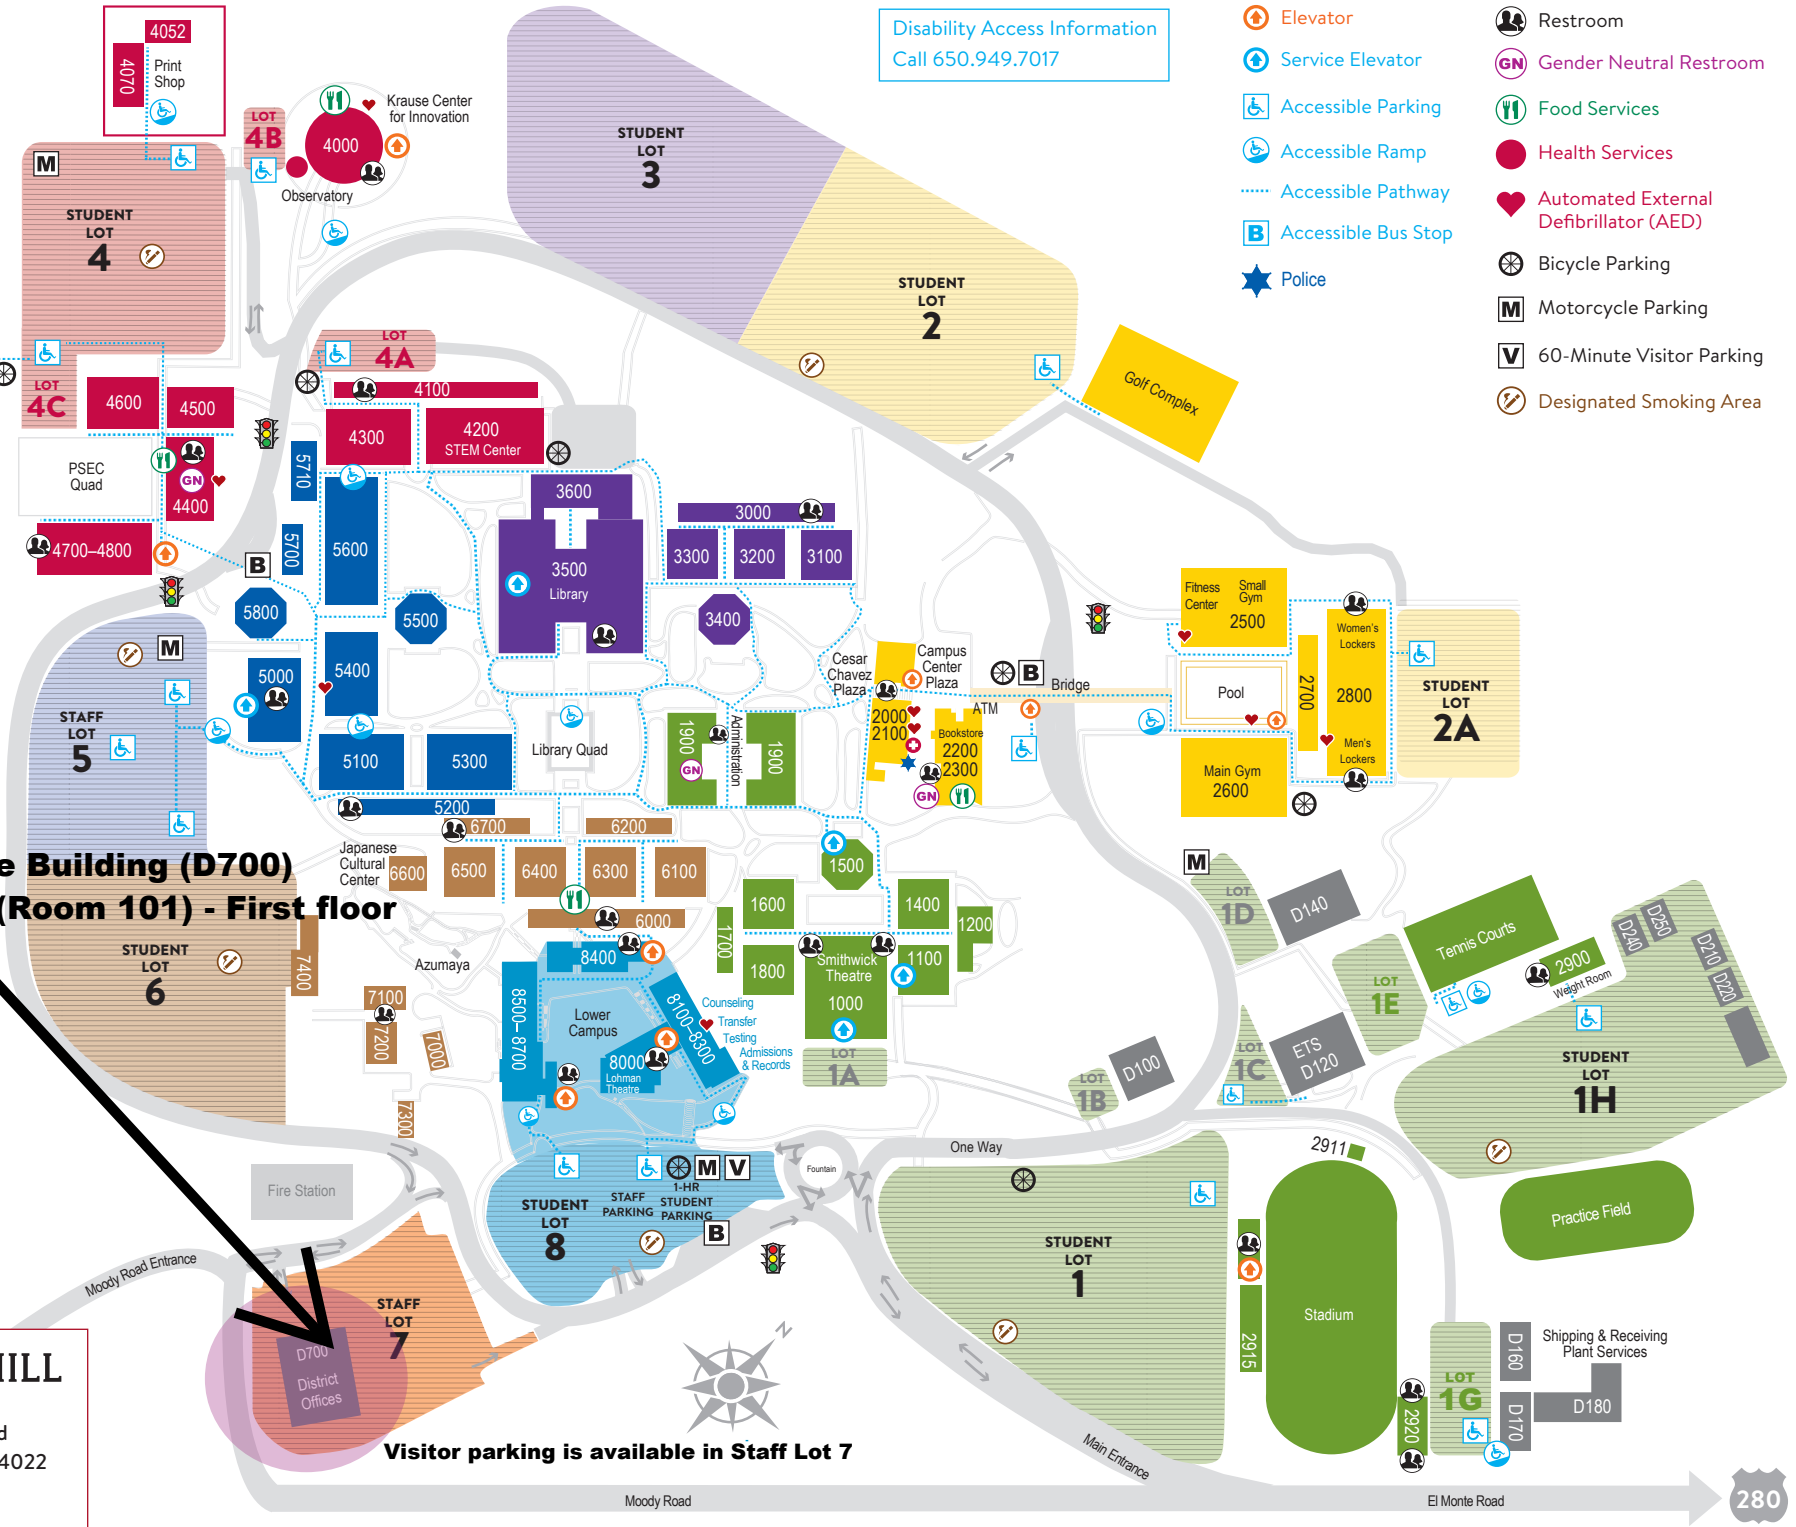 4052
4070
Print
Shop
LOT
4B
Krause Center
for Innovation
4000
Observatory
M
STUDENT
LOT
4
STUDENT
LOT
3
STUDENT
LOT
2
Disability Access Information
Call 650.949.7017
Elevator
Service Elevator
Accessible Parking
Accessible Ramp
Accessible Pathway
B Accessible Bus Stop
Police
Restroom
GN Gender Neutral Restroom
Food Services
Health Services
Automated External
Defibrillator (AED)
Bicycle Parking
M Motorcycle Parking
V 60-Minute Visitor Parking
Designated Smoking Area
LOT
4A
LOT
4C
4600
4500
4100
4300
4200
STEM Center
Golf Complex
PSEC
Quad
GN
4400
4700–4800
5710
5700
5600
B
5800
5500
3600
3500
Library
3000
3300
3200
3100
3400
M
STAFF
LOT
5
5000
5400
5100
5300
5200
Library Quad
1900
GN
Administration
1900
Cesar
Chavez
Plaza
Campus
Center
Plaza
B
Bridge
ATM
2000
2100
Bookstore
2200
2300
GN
Fitness
Center
Small
Gym
2500
Pool
2700
Women's
Lockers
2800
Men's
Lockers
Main Gym
2600
STUDENT
LOT
2A
6700
6200
Japanese
Cultural
Center
6600
6500
6400
6300
6100
6000
1500
1600
1400
1200
1700
1800
1100
Smithwick
Theatre
1000
LOT
1A
e Building (D700)
(Room 101) - First floor
STUDENT
LOT
6
7400
Azumaya
7100
7200
7000
7300
8400
8500–8700
Lower
Campus
8100–8300
8000
Lohman
Theatre
Counseling
Transfer
Testing
Admissions
& Records
M
LOT
1D
D140
LOT
1E
Tennis Courts
2900
Weight Room
D240
D250
D210
D220
LOT
1C
ETS
D120
LOT
1B
D100
STUDENT
LOT
1H
Fire Station
STUDENT
LOT
8
STAFF
PARKING
M
V
1-HR
STUDENT
PARKING
B
Fountain
One Way
2911
Practice Field
STUDENT
LOT
1
2915
Stadium
2920
LOT
1G
D160
D170
D180
Shipping & Receiving
Plant Services
Moody Road Entrance
STAFF
LOT
7
D700
District
Offices
N
Visitor parking is available in Staff Lot 7
Main Entrance
Moody Road
El Monte Road
280
HILL
d
4022